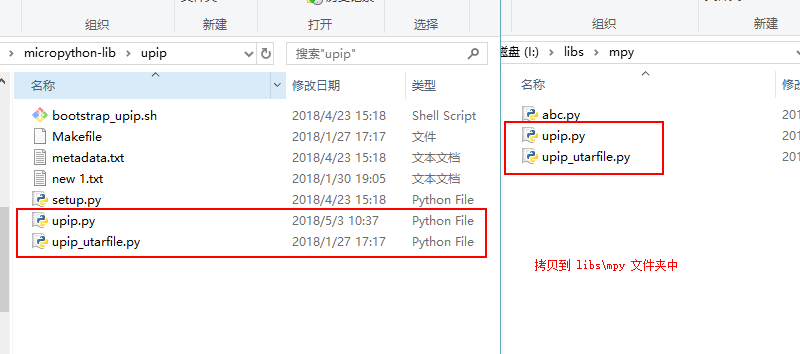 组织
新建
打开
选择
micropython-lib > upip
搜索"upip"
名称
修改日期
类型
bootstrap_upip.sh 2018/4/23 15:18 Shell Script
Makefile 2018/1/27 17:17 文件
metadata.txt 2018/4/23 15:18 文本文档
new 1.txt 2018/1/30 19:05 文本文档
setup.py 2018/4/23 15:18 Python File
upip.py 2018/5/3 10:37 Python File
upip_utarfile.py 2018/1/27 17:17 Python File
组织
新建
磁盘 (I:) > libs > mpy
名称
修改
abc.py 201
upip.py 201
upip_utarfile.py 201
拷贝到 libs\mpy 文件夹中